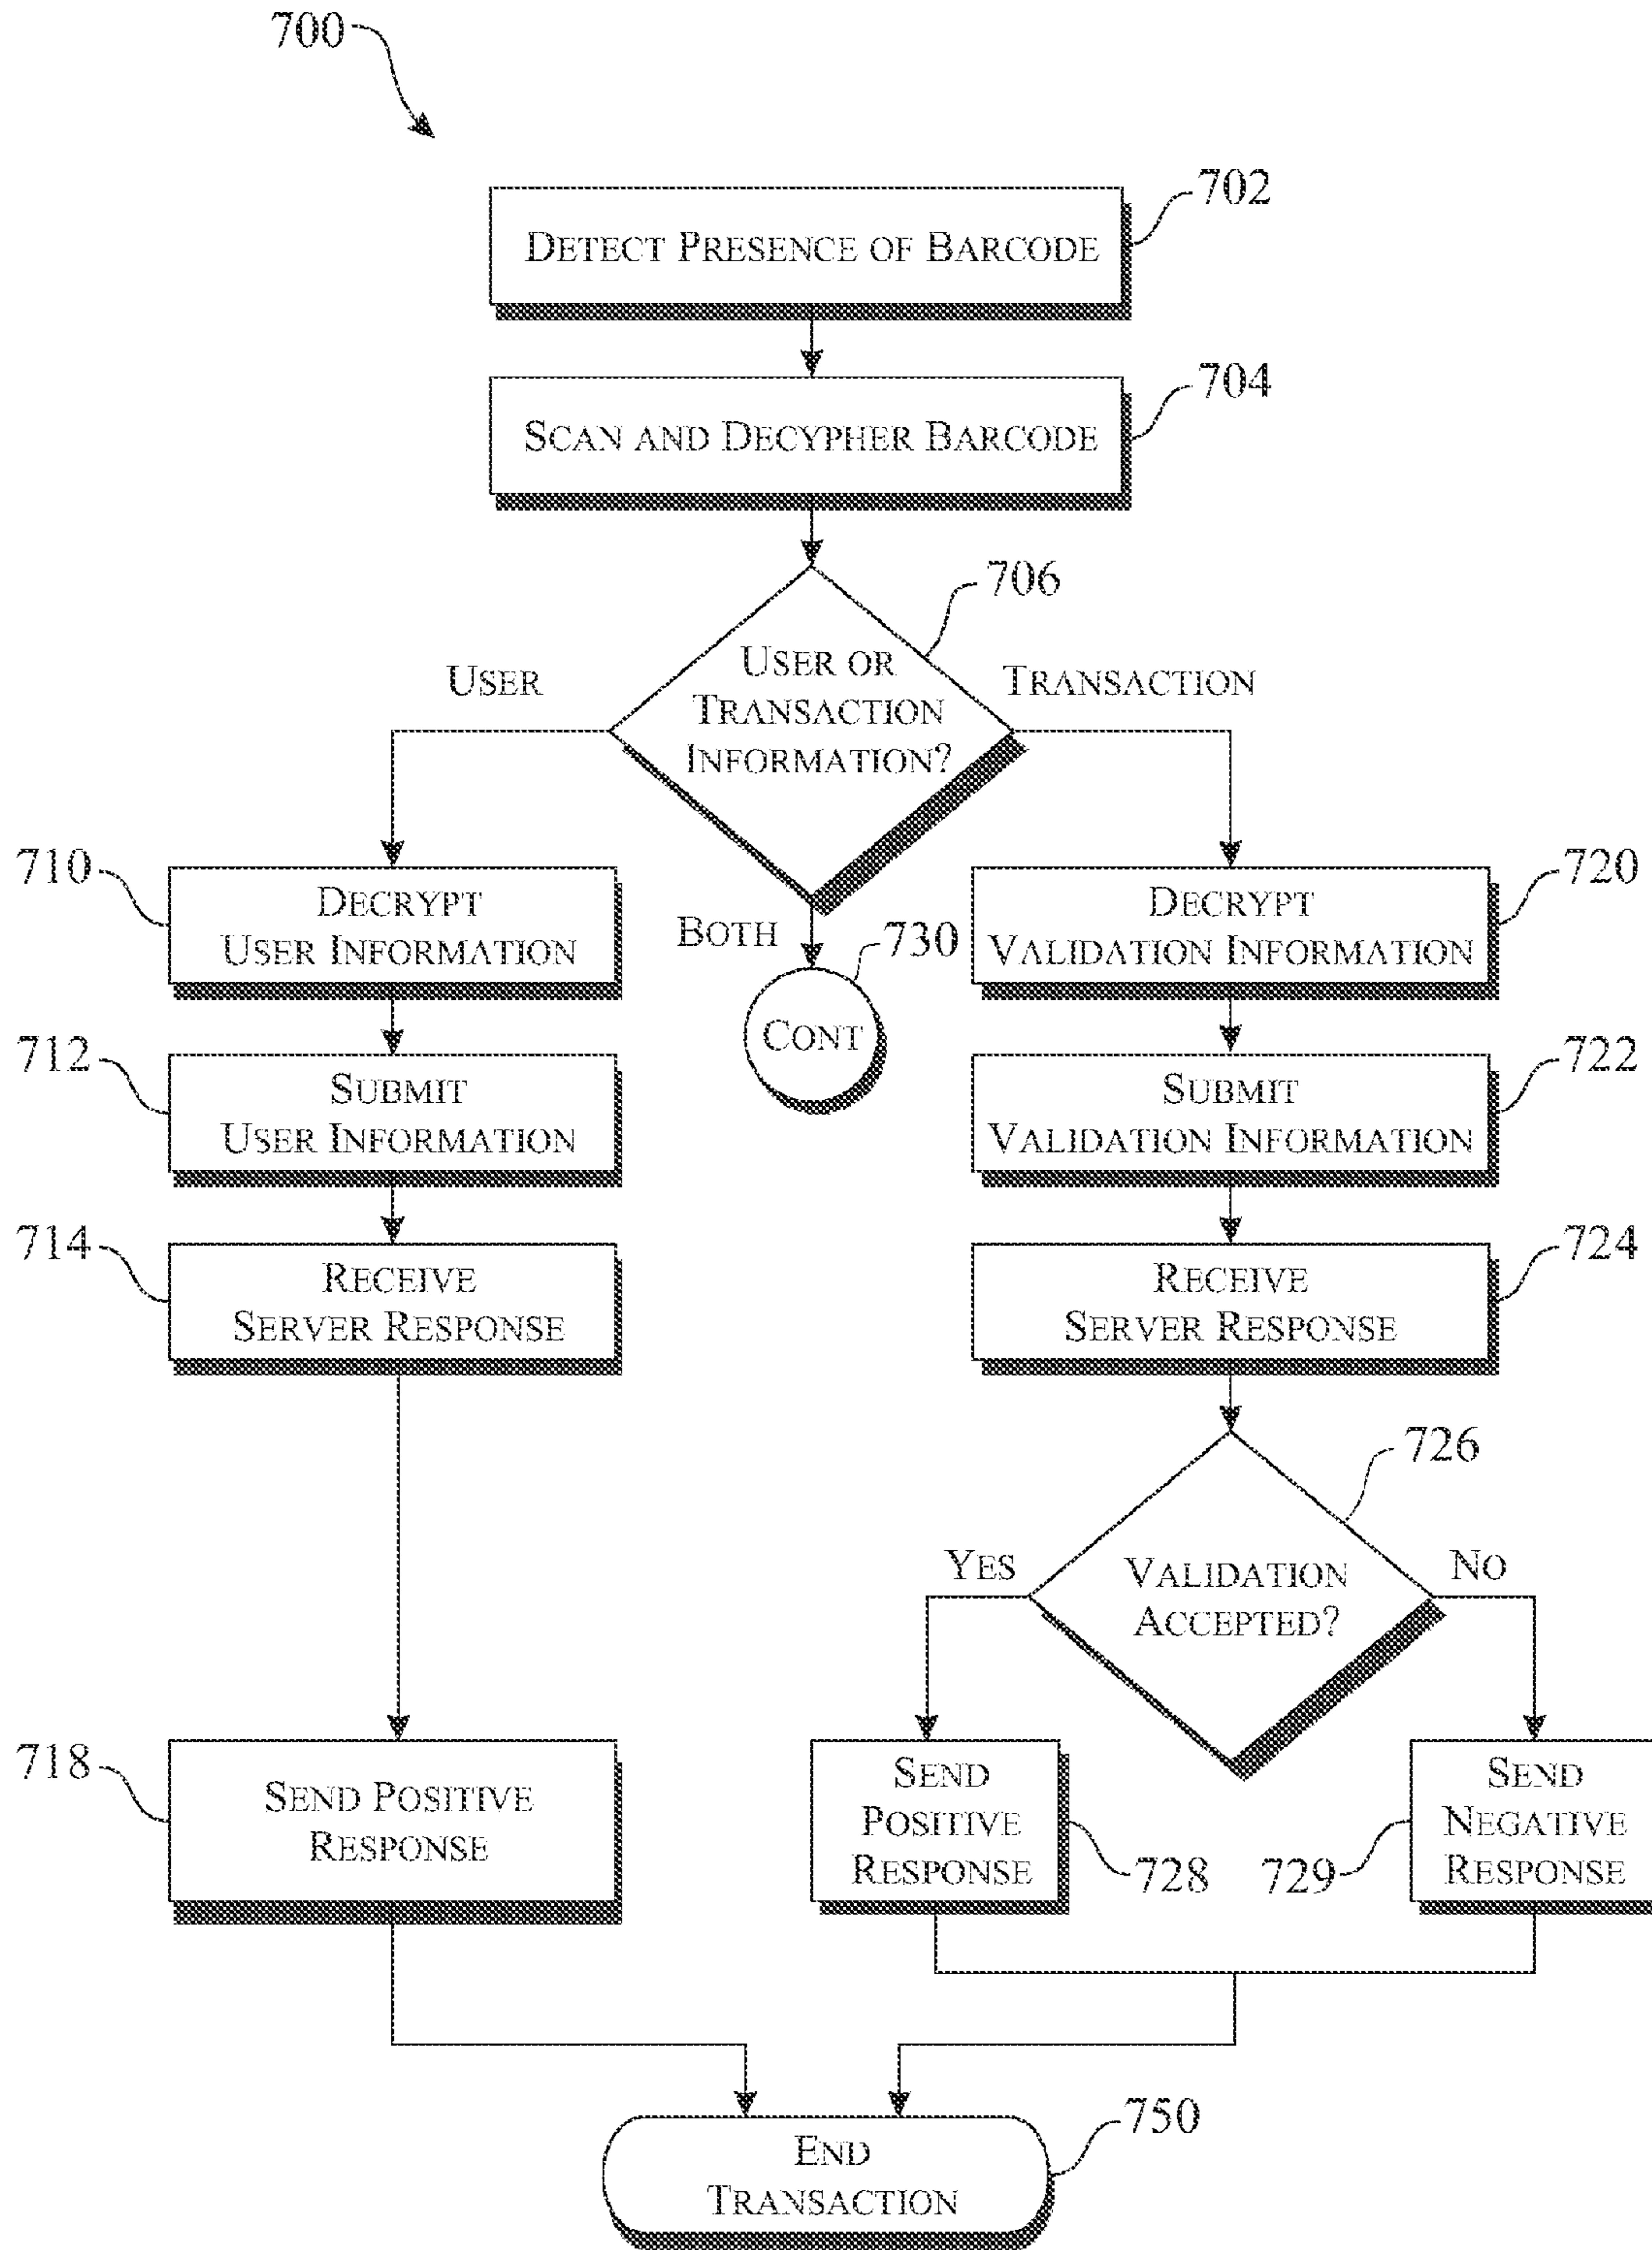 700
702
DETECT PRESENCE OF BARCODE
704
SCAN AND DECYPHER BARCODE
706
USER OR
TRANSACTION
INFORMATION?
USER
TRANSACTION
BOTH
710
DECRYPT
USER INFORMATION
730
CONT
720
DECRYPT
VALIDATION INFORMATION
712
SUBMIT
USER INFORMATION
722
SUBMIT
VALIDATION INFORMATION
714
RECEIVE
SERVER RESPONSE
724
RECEIVE
SERVER RESPONSE
726
YES
VALIDATION
ACCEPTED?
NO
718
SEND POSITIVE
RESPONSE
SEND
POSITIVE
RESPONSE
728
729
SEND
NEGATIVE
RESPONSE
750
END
TRANSACTION